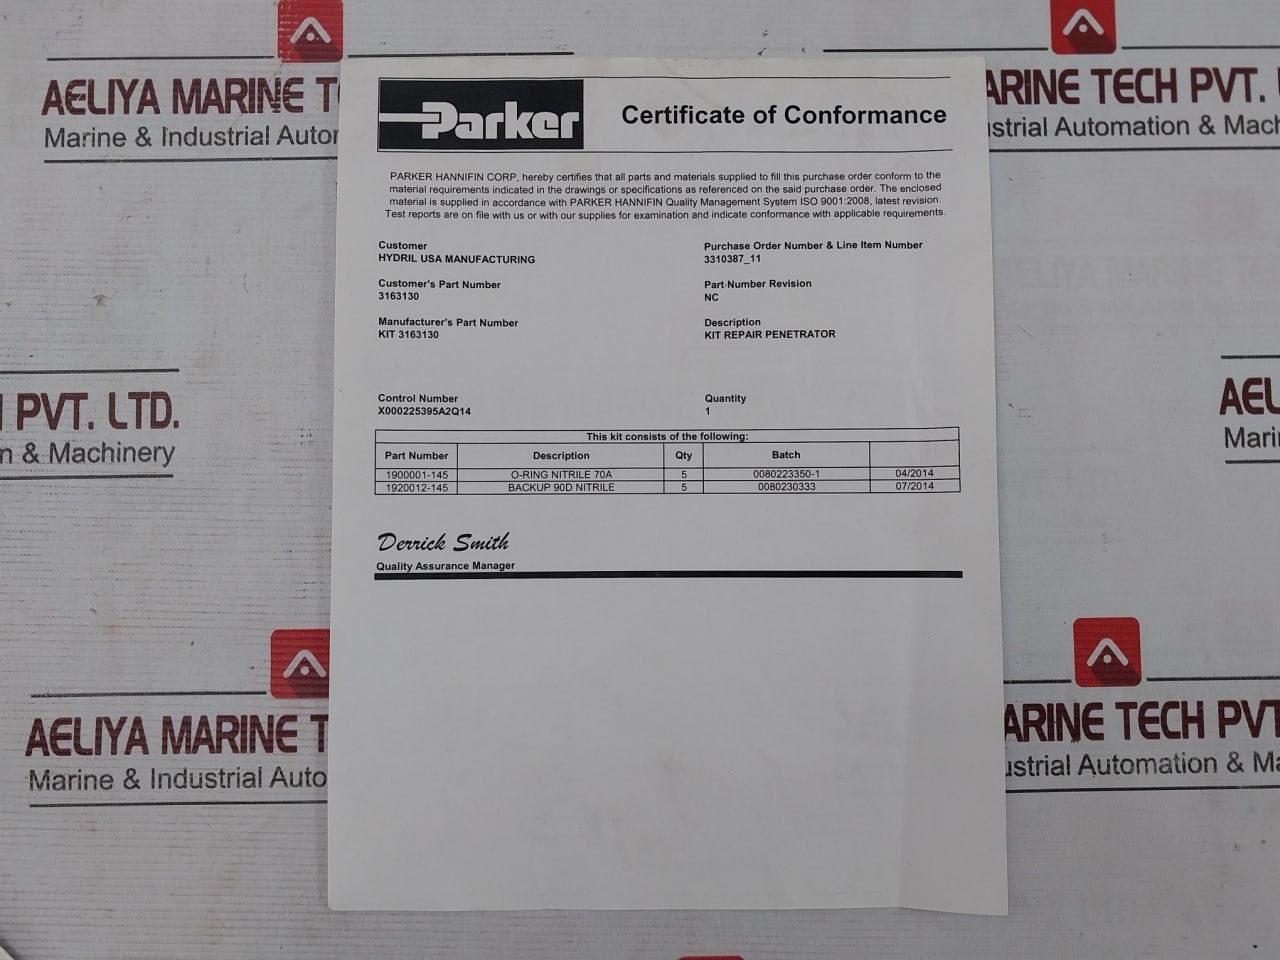 AELIYA MARINE T
Marine & Industrial Autor
ARINE TECH PVT.
istrial Automation & Mach
Parker
Certificate of Conformance
PARKER HANNIFIN CORP, hereby certifies that all parts and materials supplied to fill this purchase order conform to the
material requirements indicated in the drawings or specifications as referenced on the said purchase order. The enclosed
material is supplied in accordance with PARKER HANNIFIN Quality Management System ISO 9001:2008, latest revision.
Test reports are on file with us or with our supplies for examination and indicate conformance with applicable requirements.
Customer
HYDRIL USA MANUFACTURING
Purchase Order Number & Line Item Number
3310387_11
Customer's Part Number
3163130
Part Number Revision
NC
Manufacturer's Part Number
KIT 3163130
Description
KIT REPAIR PENETRATOR
Control Number
X000225395A2Q14
Quantity
1
This kit consists of the following:
Part Number Description Qty Batch
1900001-145 O-RING NITRILE 70A 5 0080223350-1 04/2014
1920012-145 BACKUP 90D NITRILE 5 0080230333 07/2014
Derrick Smith
Quality Assurance Manager
PVT. LTD.
n & Machinery
AEL
Mari
AELIYA MARINE T
Marine & Industrial Auto
ARINE TECH PVT
ustrial Automation & Ma